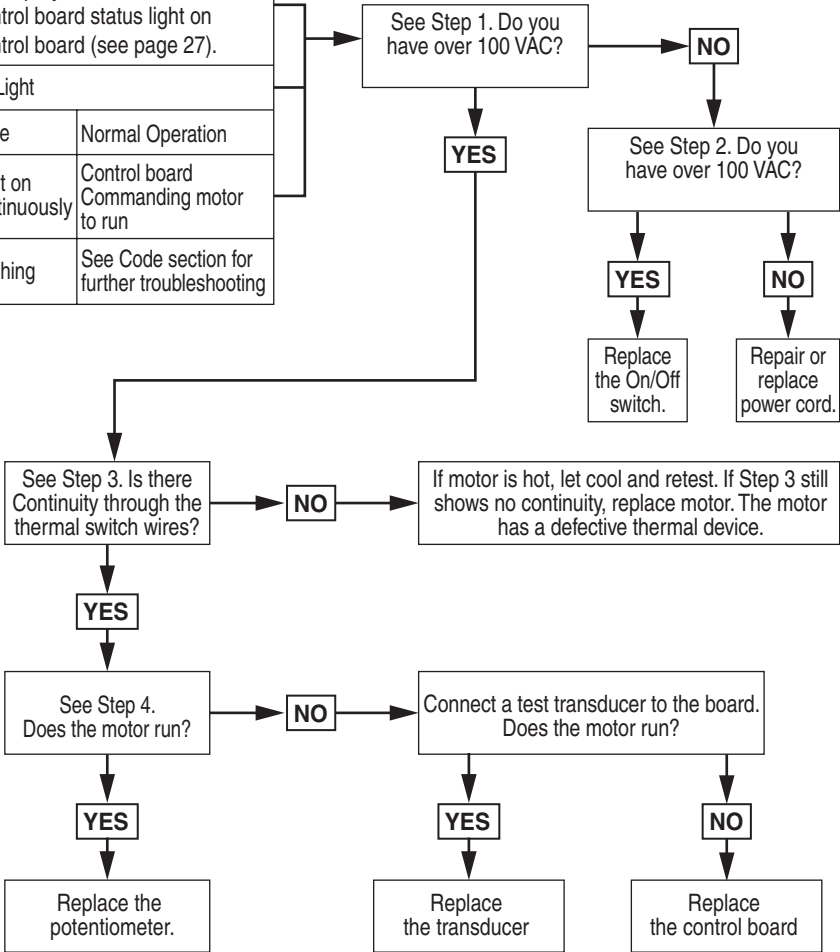 trol board status light on
trol board (see page 27).
Light
Normal Operation
t on
tinuously
Control board
Commanding motor
to run
hing
See Code section for
further troubleshooting
See Step 1. Do you
have over 100 VAC?
NO
YES
See Step 2. Do you
have over 100 VAC?
YES
NO
Replace
the On/Off
switch.
Repair or
replace
power cord.
See Step 3. Is there
Continuity through the
thermal switch wires?
NO
If motor is hot, let cool and retest. If Step 3 still
shows no continuity, replace motor. The motor
has a defective thermal device.
YES
See Step 4.
Does the motor run?
NO
Connect a test transducer to the board.
Does the motor run?
YES
YES
NO
Replace the
potentiometer.
Replace
the transducer
Replace
the control board